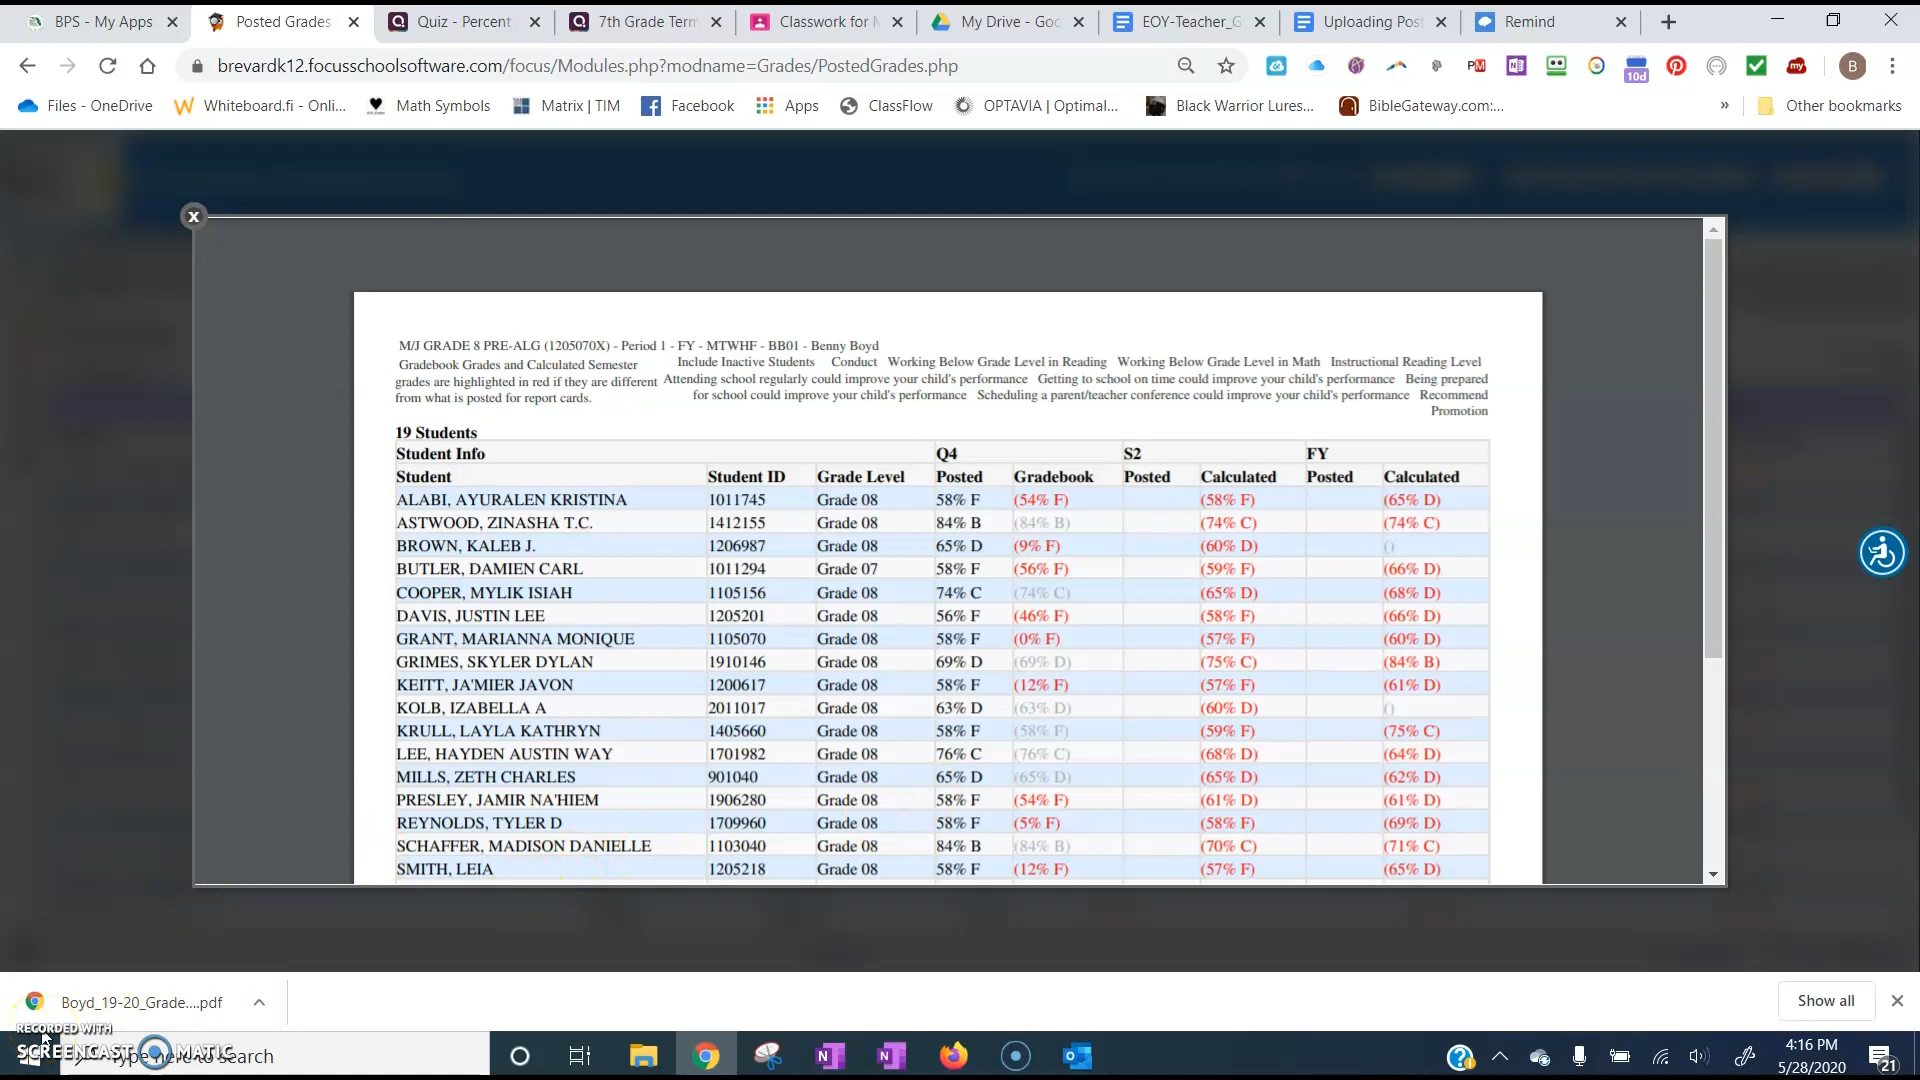 BPS - My Apps
Posted Grades
Quiz - Percent
7th Grade Term
Classwork for M
My Drive - Goo
EOY-Teacher_G
Uploading Post
Remind
brevardk12.focusschoolsoftware.com/focus/Modules.php?modname=Grades/PostedGrades.php
PM
10d
my
B
Files - OneDrive
Whiteboard.fi - Onli...
Math Symbols
Matrix | TIM
Facebook
Apps
ClassFlow
OPTAVIA | Optimal...
Black Warrior Lures...
BibleGateway.com:...
»
Other bookmarks
x
M/J GRADE 8 PRE-ALG (1205070X) - Period 1 - FY - MTWHF - BB01 - Benny Boyd
Gradebook Grades and Calculated Semester grades are highlighted in red if they are different from what is posted for report cards.
Include Inactive Students Conduct Working Below Grade Level in Reading Working Below Grade Level in Math Instructional Reading Level
Attending school regularly could improve your child's performance Getting to school on time could improve your child's performance Being prepared
for school could improve your child's performance Scheduling a parent/teacher conference could improve your child's performance Recommend
Promotion
19 Students
Student Info Q4 S2 FY
Student Student ID Grade Level Posted Gradebook Posted Calculated Posted Calculated
ALABI, AYURALEN KRISTINA 1011745 Grade 08 58% F (54% F) (58% F) (65% D)
ASTWOOD, ZINASHA T.C. 1412155 Grade 08 84% B (84% B) (74% C) (74% C)
BROWN, KALEB J. 1206987 Grade 08 65% D (9% F) (60% D) ()
BUTLER, DAMIEN CARL 1011294 Grade 07 58% F (56% F) (59% F) (66% D)
COOPER, MYLIK ISIAH 1105156 Grade 08 74% C (74% C) (65% D) (68% D)
DAVIS, JUSTIN LEE 1205201 Grade 08 56% F (46% F) (58% F) (66% D)
GRANT, MARIANNA MONIQUE 1105070 Grade 08 58% F (0% F) (57% F) (60% D)
GRIMES, SKYLER DYLAN 1910146 Grade 08 69% D (69% D) (75% C) (84% B)
KEITT, JA'MIER JAVON 1200617 Grade 08 58% F (12% F) (57% F) (61% D)
KOLB, IZABELLA A 2011017 Grade 08 63% D (63% D) (60% D) ()
KRULL, LAYLA KATHRYN 1405660 Grade 08 58% F (58% F) (59% F) (75% C)
LEE, HAYDEN AUSTIN WAY 1701982 Grade 08 76% C (76% C) (68% D) (64% D)
MILLS, ZETH CHARLES 901040 Grade 08 65% D (65% D) (65% D) (62% D)
PRESLEY, JAMIR NA'HIEM 1906280 Grade 08 58% F (54% F) (61% D) (61% D)
REYNOLDS, TYLER D 1709960 Grade 08 58% F (5% F) (58% F) (69% D)
SCHAFFER, MADISON DANIELLE 1103040 Grade 08 84% B (84% B) (70% C) (71% C)
SMITH, LEIA 1205218 Grade 08 58% F (12% F) (57% F) (65% D)
Boyd_19-20_Grade....pdf
Show all
RECORDED WITH
SCREENCAST MATIC
Type here to search
4:16 PM
5/28/2020
21